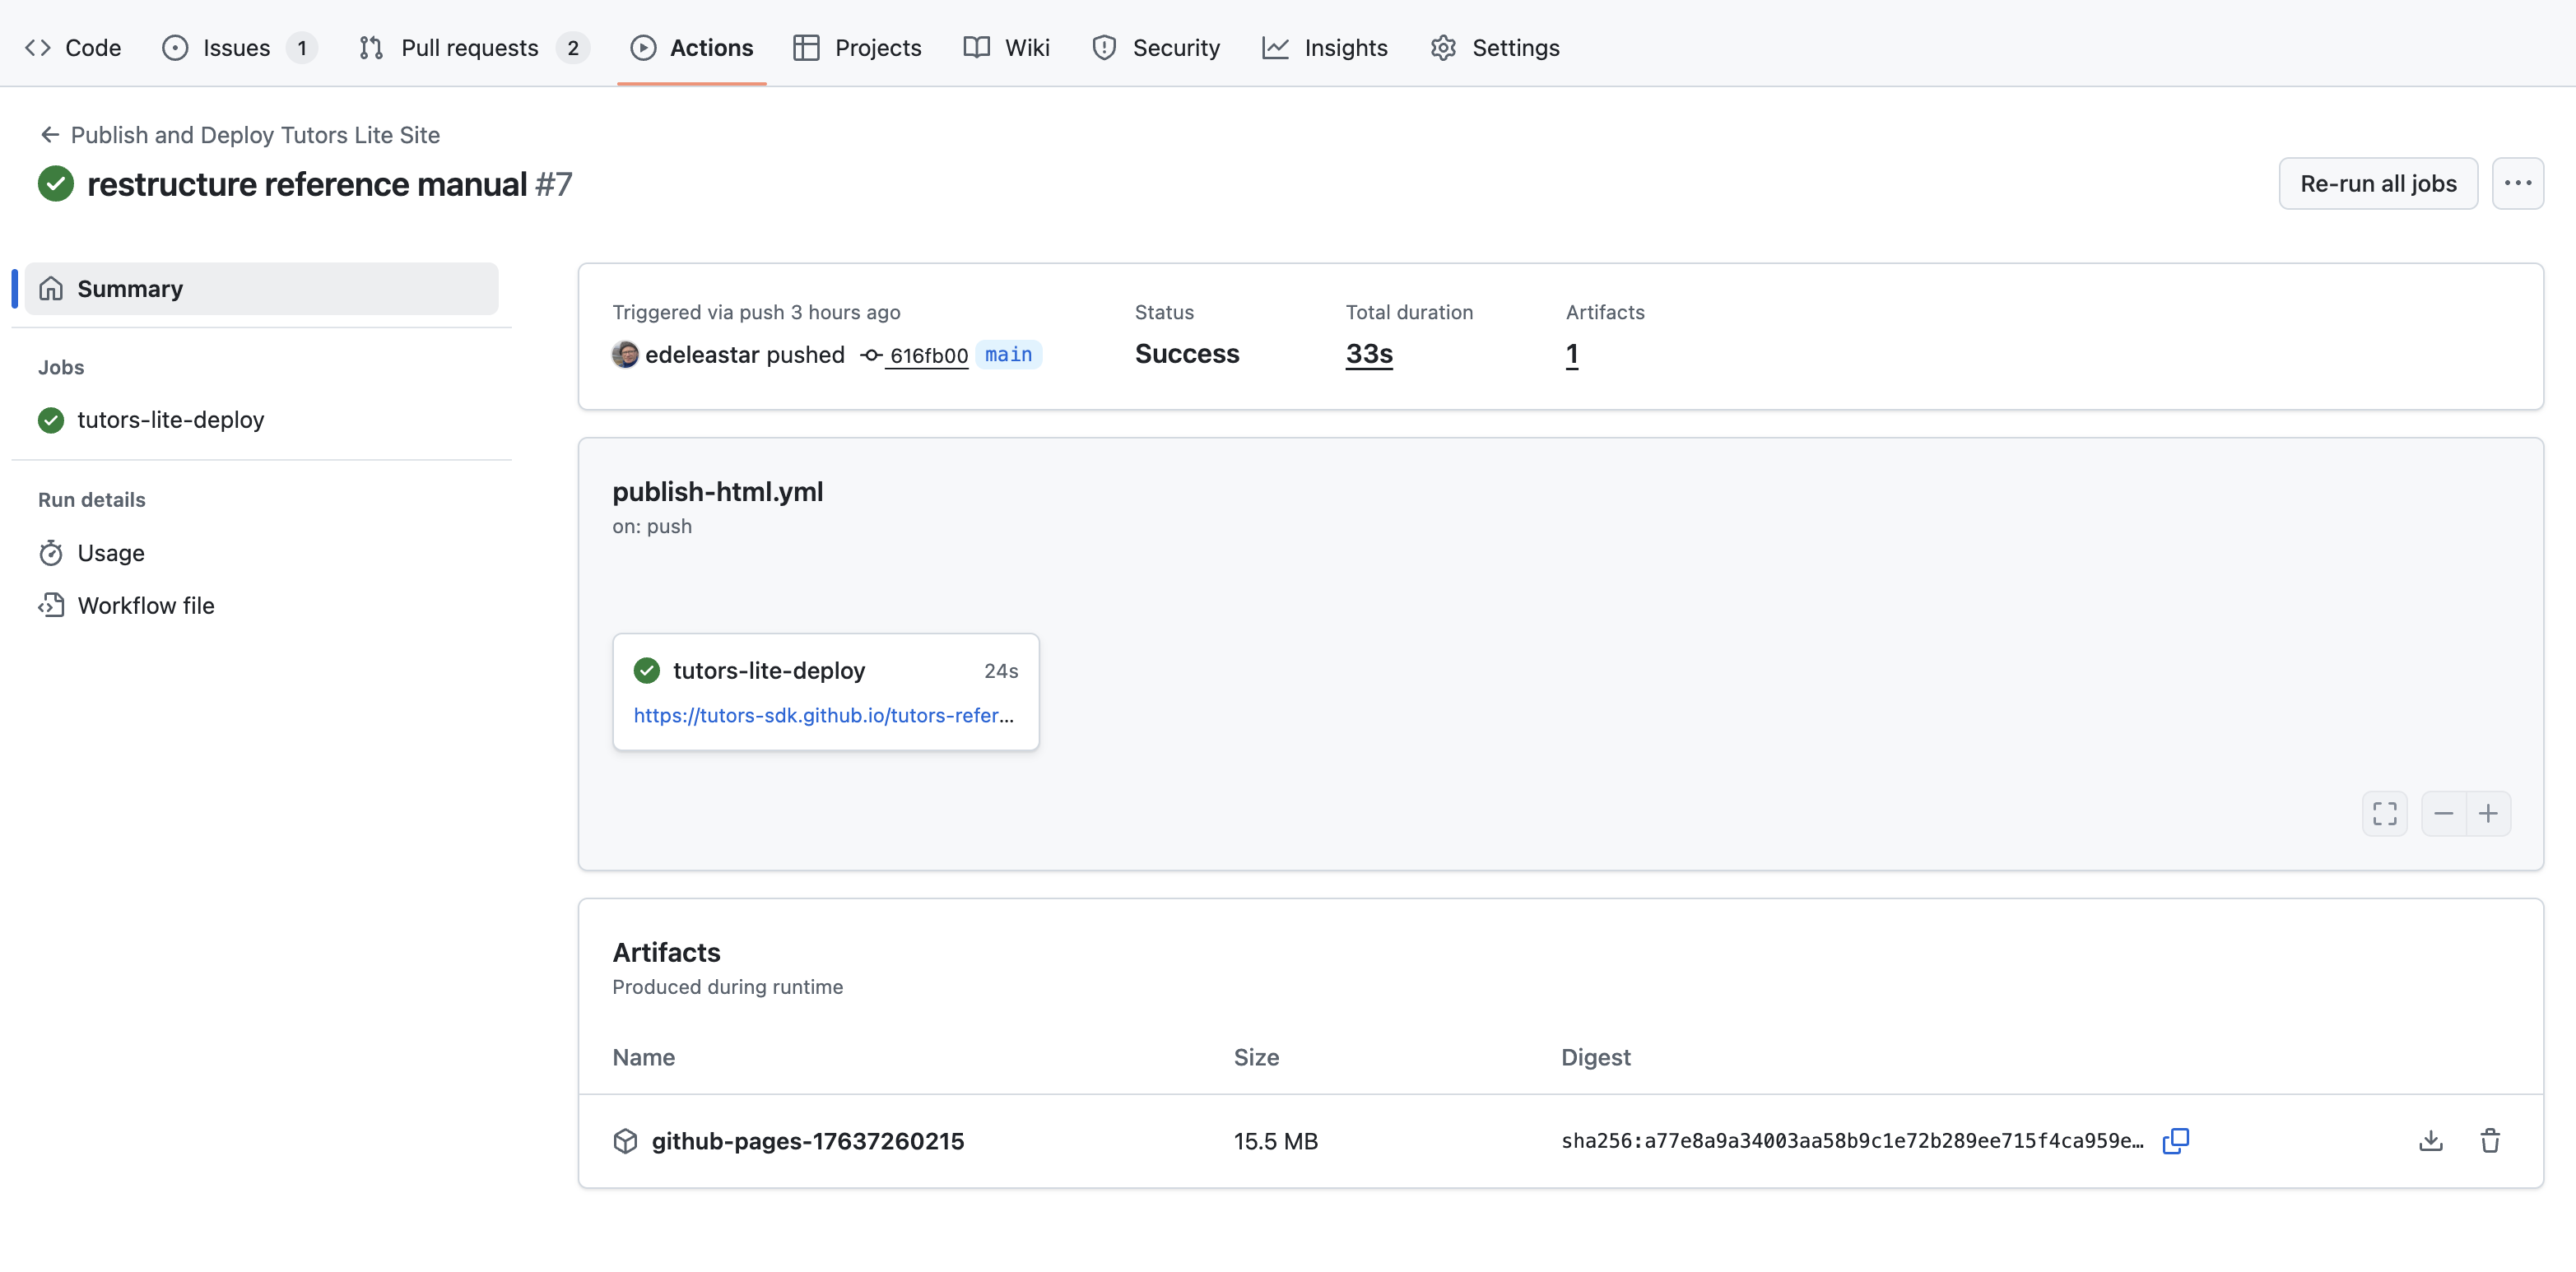 Code Issues 1 Pull requests 2 Actions Projects Wiki Security Insights Settings
Publish and Deploy Tutors Lite Site
restructure reference manual #7
Re-run all jobs
Summary
Jobs
tutors-lite-deploy
Run details
Usage
Workflow file
Triggered via push 3 hours ago
edeleastar pushed 616fb00 main
Status
Success
Total duration
33s
Artifacts
1
publish-html.yml
on: push
tutors-lite-deploy 24s
https://tutors-sdk.github.io/tutors-refer...
Artifacts
Produced during runtime
Name Size Digest
github-pages-17637260215 15.5 MB sha256:a77e8a9a34003aa58b9c1e72b289ee715f4ca959e…